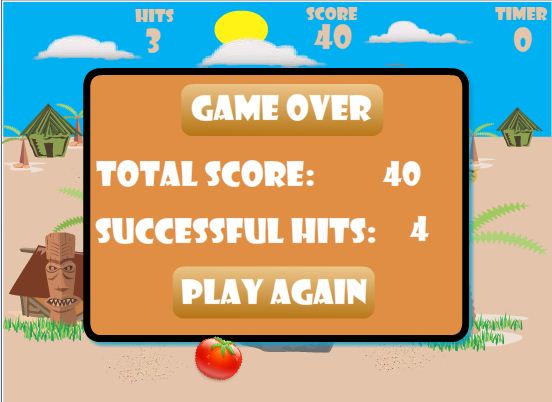 HITS SCORE TIMER
3 40 0
GAME OVER
TOTAL SCORE: 40
SUCCESSFUL HITS: 4
PLAY AGAIN